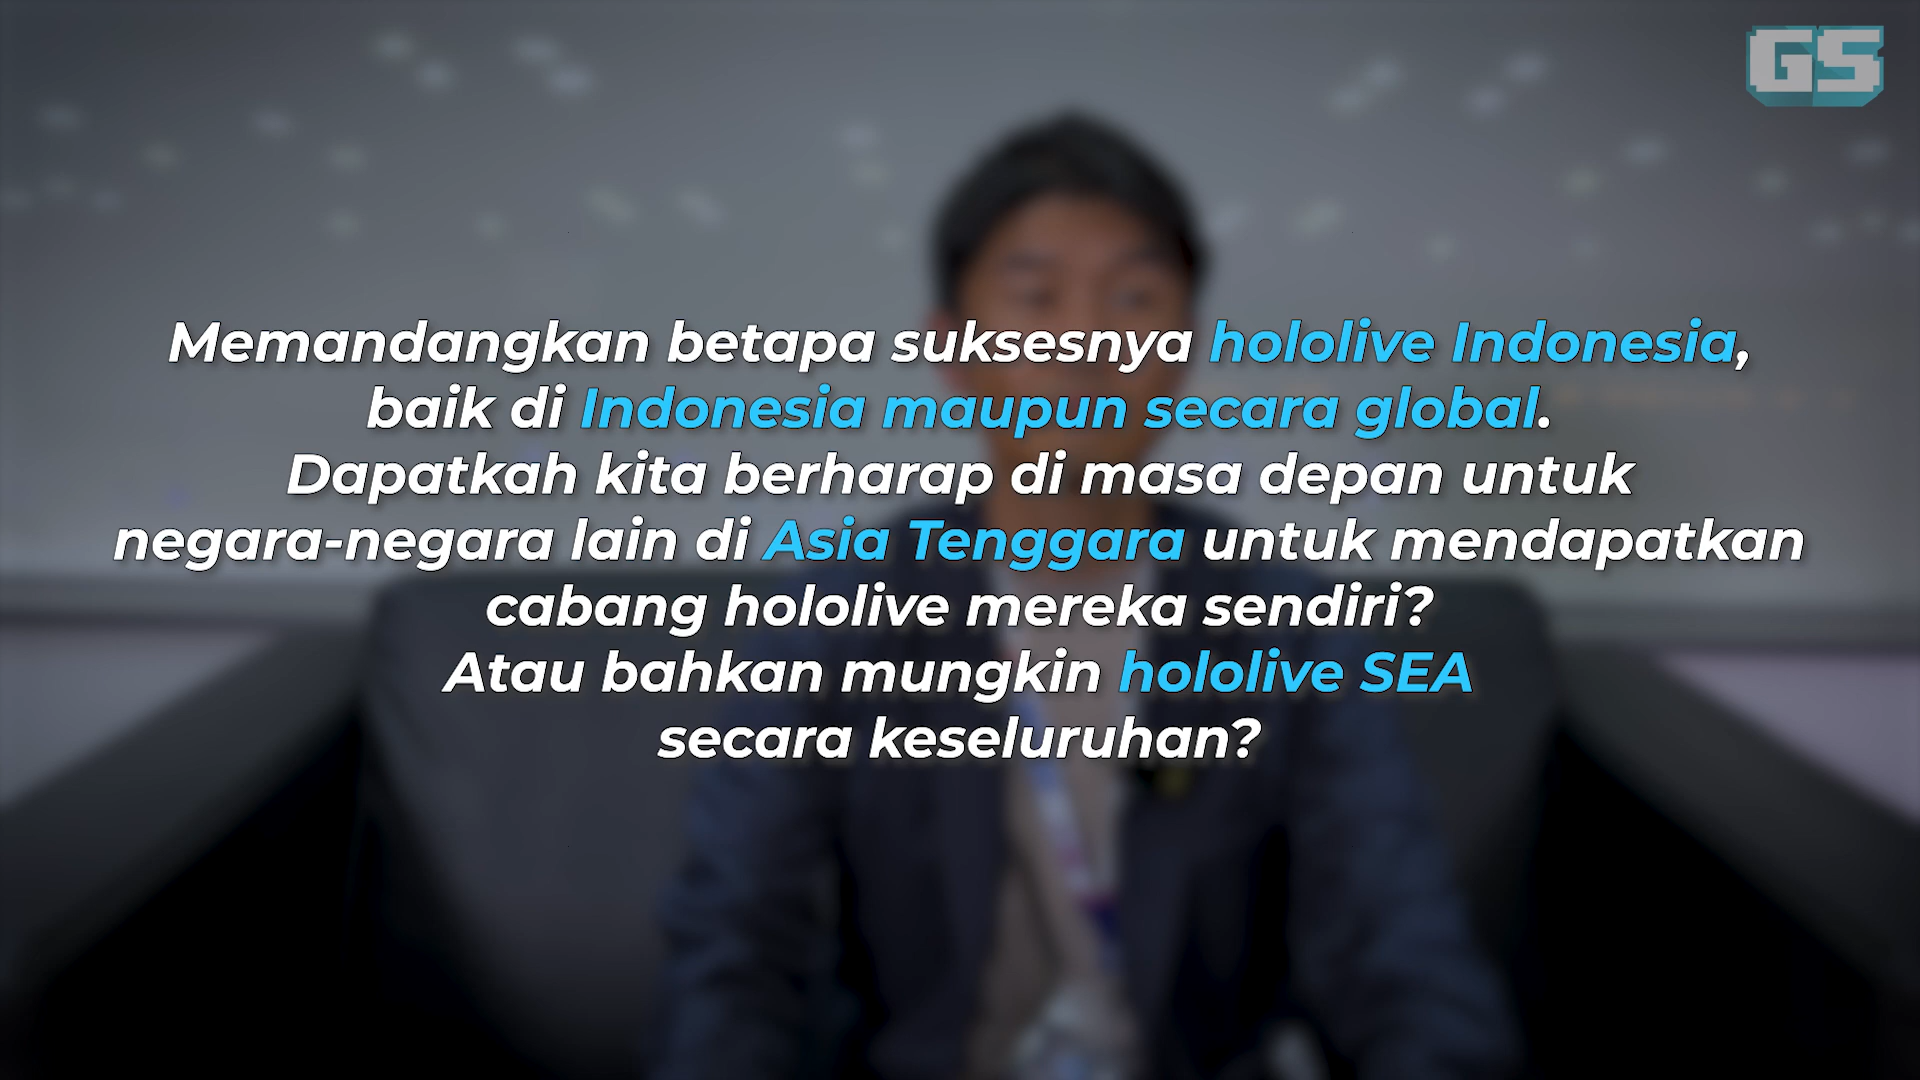 GS
Memandangkan betapa suksesnya hololive Indonesia,
baik di Indonesia maupun secara global.
Dapatkah kita berharap di masa depan untuk
negara-negara lain di Asia Tenggara untuk mendapatkan
cabang hololive mereka sendiri?
Atau bahkan mungkin hololive SEA
secara keseluruhan?